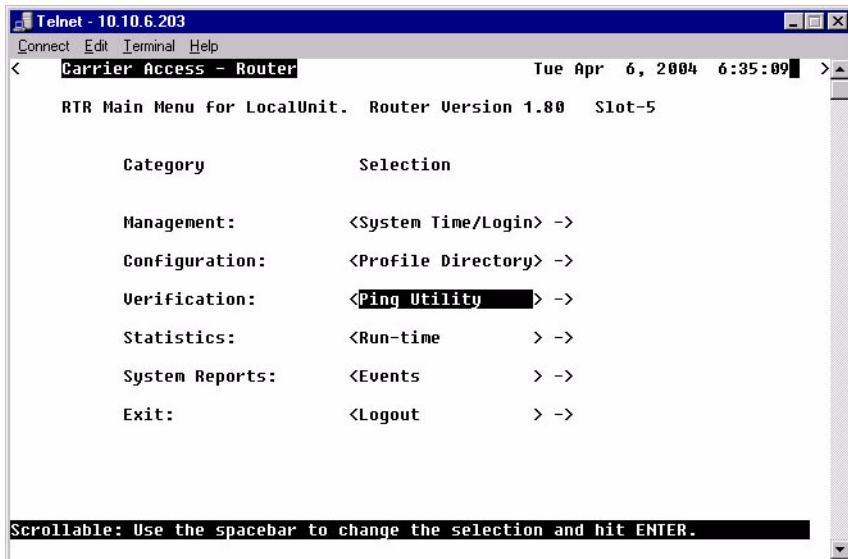 Telnet - 10.10.6.203
Connect Edit Terminal Help
< Carrier Access - Router Tue Apr 6, 2004 6:35:09 >
RTR Main Menu for LocalUnit. Router Version 1.80 Slot-5
Category Selection
Management: <System Time/Login> ->
Configuration: <Profile Directory> ->
Verification: <Ping Utility > ->
Statistics: <Run-time > ->
System Reports: <Events > ->
Exit: <Logout > ->
Scrollable: Use the spacebar to change the selection and hit ENTER.